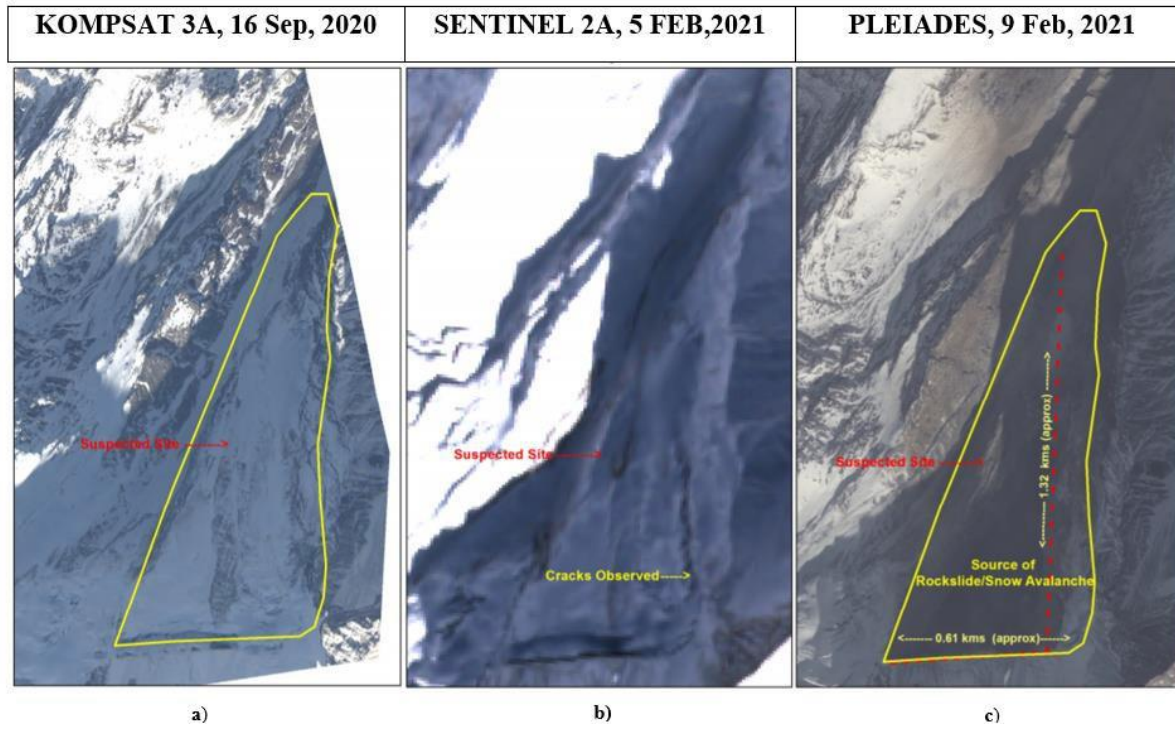 KOMPSAT 3A, 16 Sep, 2020
SENTINEL 2A, 5 FEB,2021
PLEIADES, 9 Feb, 2021
Suspected Site -------->
Suspected Site -------->
Cracks Observed----->
Suspected Site -------->
<--------- 1.32 kms (approx) -------->
Source of
Rockslide/Snow Avalanche
<------- 0.61 kms (approx)------>
a)
b)
c)